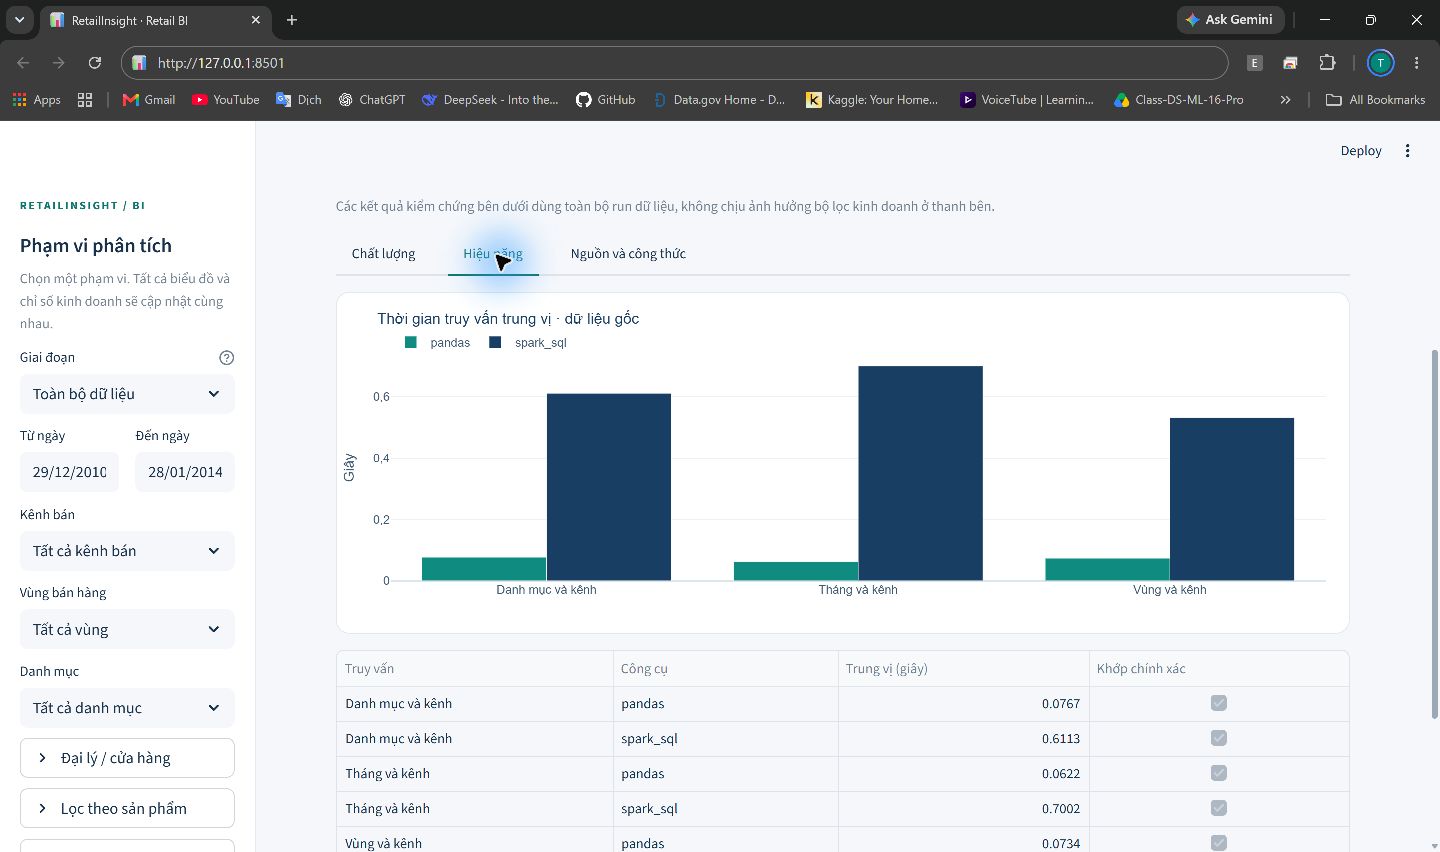 RetailInsight · Retail BI
Ask Gemini
http://127.0.0.1:8501
E
T
Apps
Gmail
YouTube
Dịch
ChatGPT
DeepSeek - Into the...
GitHub
Data.gov Home - D...
Kaggle: Your Home...
VoiceTube | Learnin...
Class-DS-ML-16-Pro
All Bookmarks
Deploy
RETAILINSIGHT / BI
Phạm vi phân tích
Chọn một phạm vi. Tất cả biểu đồ và
chỉ số kinh doanh sẽ cập nhật cùng
nhau.
Giai đoạn
Toàn bộ dữ liệu
Từ ngày
Đến ngày
29/12/2010
28/01/2014
Kênh bán
Tất cả kênh bán
Vùng bán hàng
Tất cả vùng
Danh mục
Tất cả danh mục
Đại lý / cửa hàng
Lọc theo sản phẩm
Các kết quả kiểm chứng bên dưới dùng toàn bộ run dữ liệu, không chịu ảnh hưởng bộ lọc kinh doanh ở thanh bên.
Chất lượng
Hiệu năng
Nguồn và công thức
Thời gian truy vấn trung vị · dữ liệu gốc
pandas
spark_sql
Giây
0,6
0,4
0,2
0
Danh mục và kênh
Tháng và kênh
Vùng và kênh
Truy vấn
Công cụ
Trung vị (giây)
Khớp chính xác
Danh mục và kênh
pandas
0.0767
Danh mục và kênh
spark_sql
0.6113
Tháng và kênh
pandas
0.0622
Tháng và kênh
spark_sql
0.7002
Vùng và kênh
pandas
0.0734